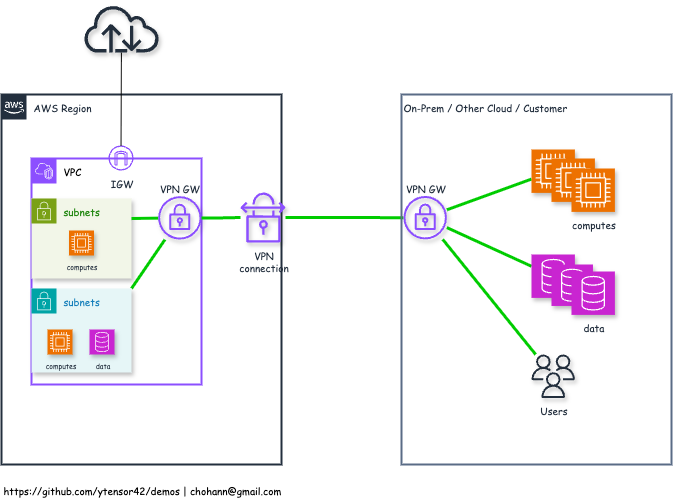 aws
AWS Region
On-Prem / Other Cloud / Customer
VPC
IGW
VPN GW
subnets
computes
VPN
connection
subnets
computes
data
VPN GW
computes
data
Users
https://github.com/ytensor42/demos | chohann@gmail.com